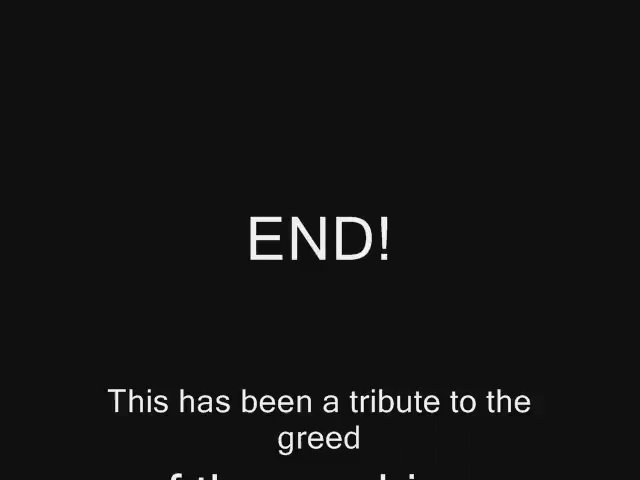 END!
This has been a tribute to the
greed